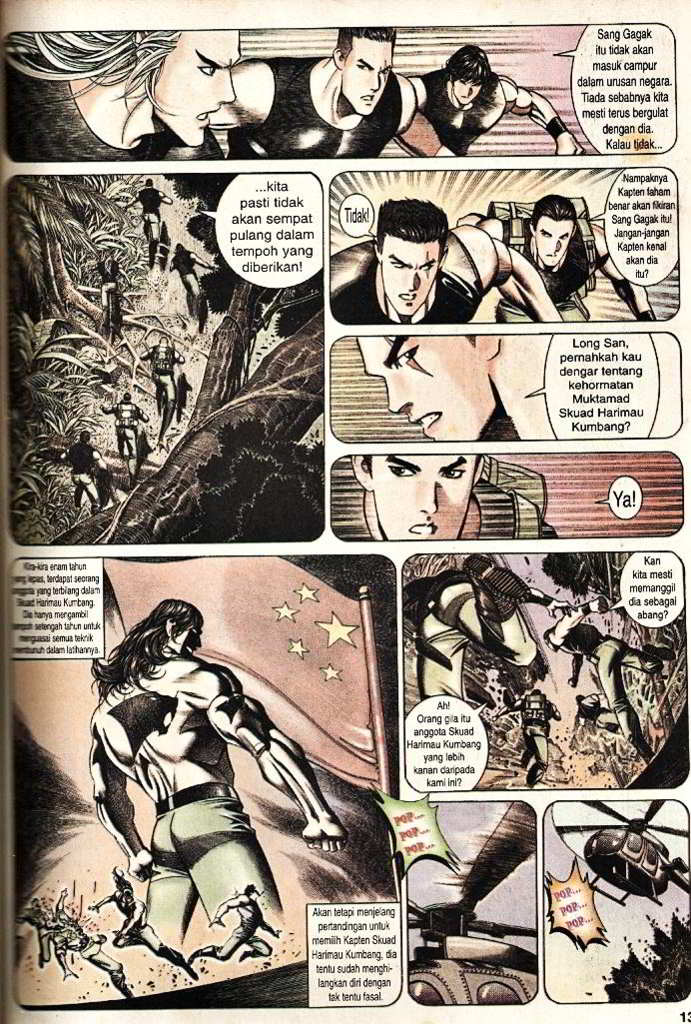 Sang Gagak
itu tidak akan
masuk campur
dalam urusan negara.
Tiada sebabnya kita
mesti terus bergulat
dengan dia.
Kalau tidak...
...kita
pasti tidak
akan sempat
pulang dalam
tempoh yang
diberikan!
Nampaknya
Kapten faham
benar akan fikiran
Sang Gagak itu!
Jangan-jangan
Kapten kenal
akan dia
itu?
Tidak!
Long San,
pernahkah kau
dengar tentang
kehormatan
Muktamad
Skuad Harimau
Kumbang?
Ya!
Kira-kira enam tahun
yang lepas, terdapat seorang
anggota yang terbilang dalam
Skuad Harimau Kumbang.
Dia hanya mengambil
tempoh setengah tahun untuk
menguasai semua teknik
membunuh dalam latihannya.
Akan tetapi menjelang
pertandingan untuk
memilih Kapten Skuad
Harimau Kumbang, dia
tentu sudah menghi-
langkan diri dengan
tak tentu fasal.
Kan
kita mesti
memanggil
dia sebagai
abang?
Ah!
Orang gila itu
anggota Skuad
Harimau Kumbang
yang lebih
kanan daripada
kami ini?
POP...
POP...
POP...
POP...
POP...
POP...
13